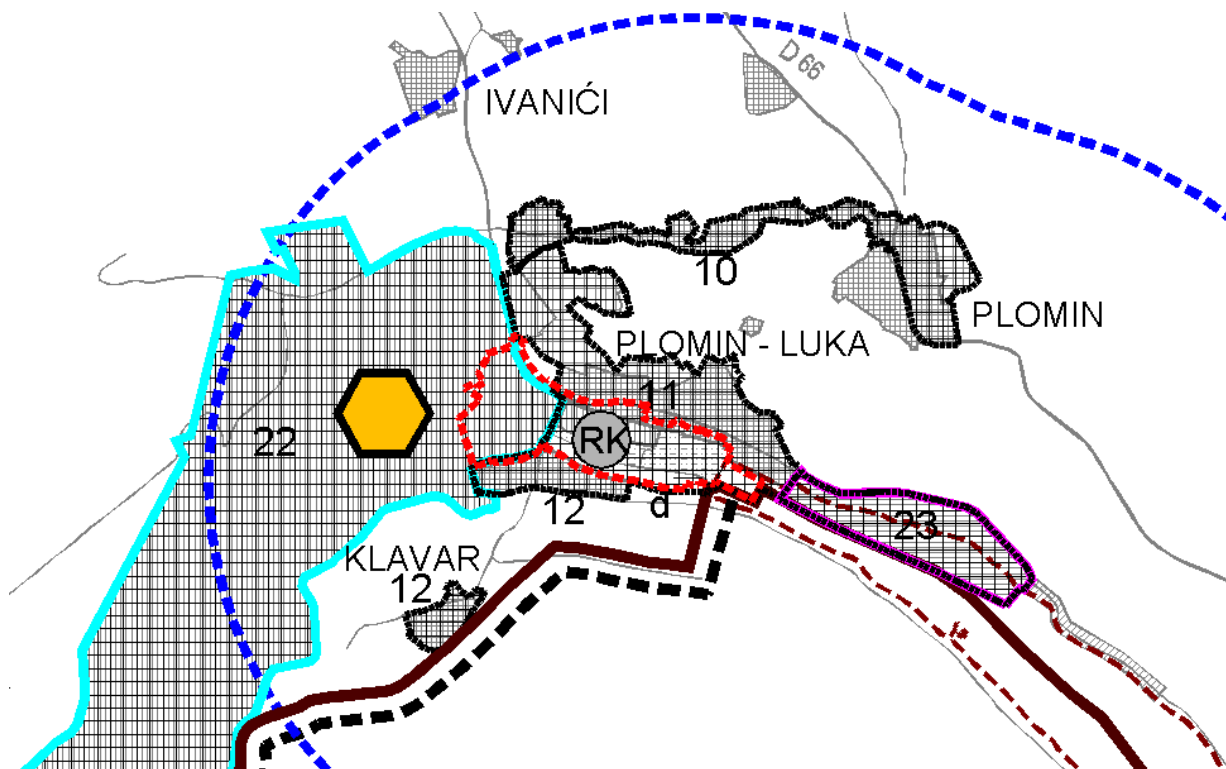 D 66
IVANIĆI
10
PLOMIN
PLOMIN - LUKA
11
22
RK
12
d
23
KLAVAR
12